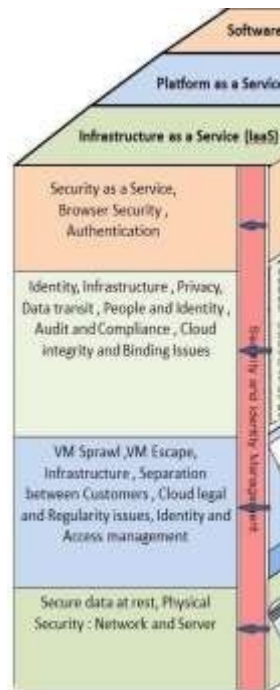 Software
Platform as a Service
Infrastructure as a Service (IaaS)
Security as a Service,
Browser Security ,
Authentication
Identity, Infrastructure , Privacy,
Data transit , People and Identity ,
Audit and Compliance , Cloud
integrity and Binding Issues
VM Sprawl ,VM Escape,
Infrastructure , Separation
between Customers , Cloud legal
and Regularity issues, Identity and
Access management
Secure data at rest, Physical
Security : Network and Server
Security and Identity Management